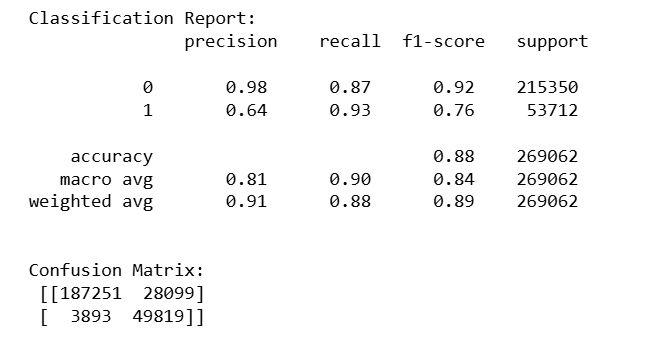 Classification Report:
precision recall f1-score support
0 0.98 0.87 0.92 215350
1 0.64 0.93 0.76 53712
accuracy 0.88 269062
macro avg 0.81 0.90 0.84 269062
weighted avg 0.91 0.88 0.89 269062
Confusion Matrix:
[[187251 28099]
[ 3893 49819]]